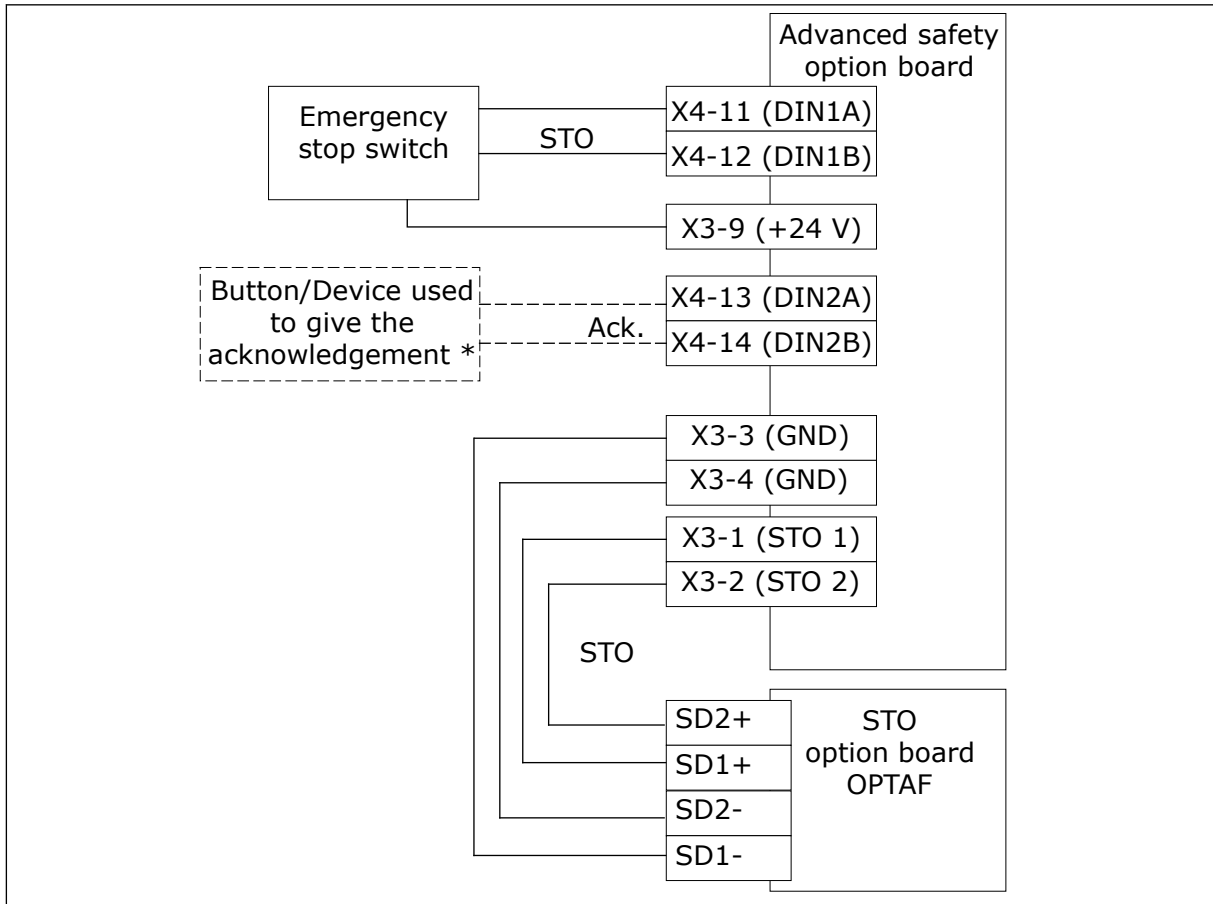 Advanced safety
option board
Emergency
stop switch
STO
X4-11 (DIN1A)
X4-12 (DIN1B)
X3-9 (+24 V)
Button/Device used
to give the
acknowledgement *
Ack.
X4-13 (DIN2A)
X4-14 (DIN2B)
X3-3 (GND)
X3-4 (GND)
X3-1 (STO 1)
X3-2 (STO 2)
STO
SD2+
SD1+
SD2-
SD1-
STO
option board
OPTAF